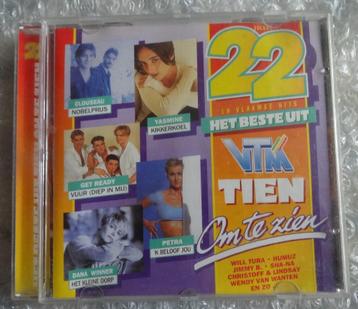 22
18 VLAAMSE HITS
HET BESTE UIT
VTM
TIEN
Om te zien
CLOUSEAU
NOBELPRIJS
YASMINE
KIKKERKOEL
GET READY
VUUR (DIEP IN MIJ)
PETRA
'K BELOOF JOU
DANA WINNER
HET KLEINE DORP
WILL TURA - HUMUZ
JIMMY B. - SHA-NA
CHRISTOFF & LINDSAY
WENDY VAN WANTEN
EN ZO